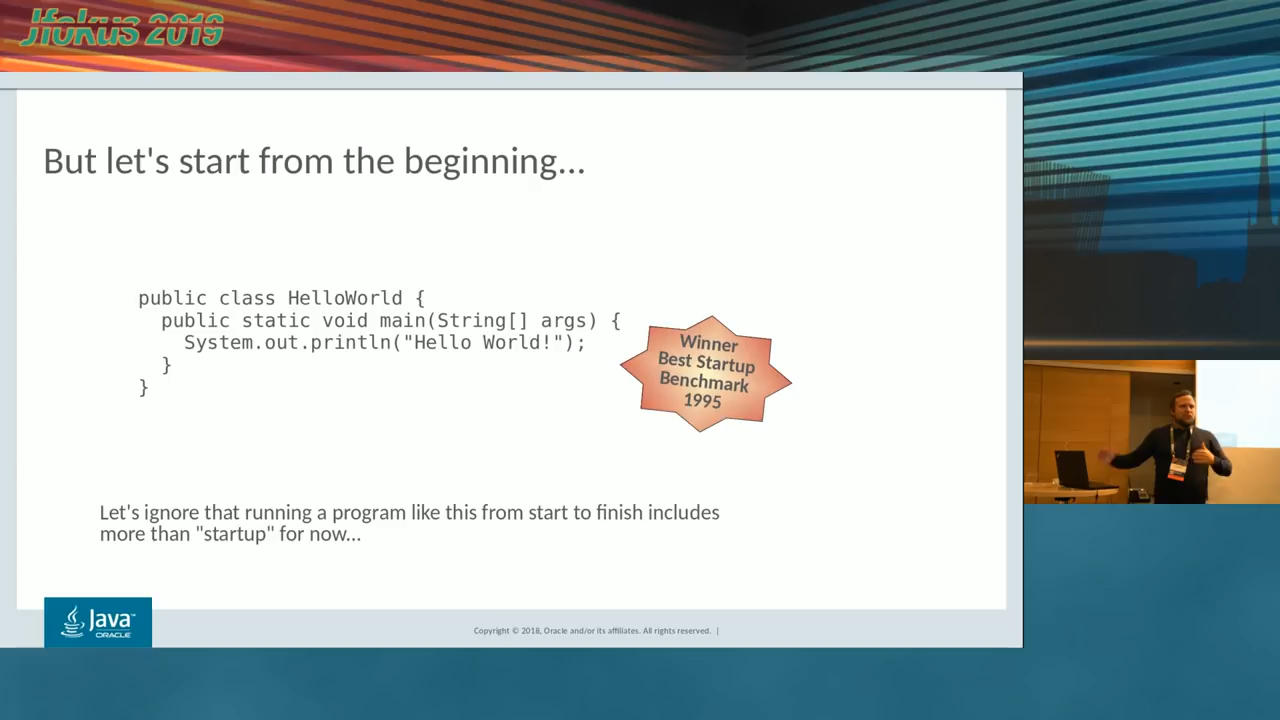 Jfokus 2019
But let's start from the beginning...
public class HelloWorld {
  public static void main(String[] args) {
    System.out.println("Hello World!");
  }
}
Winner
Best Startup
Benchmark
1995
Let's ignore that running a program like this from start to finish includes
more than "startup" for now...
Java™
ORACLE
Copyright © 2018, Oracle and/or its affiliates. All rights reserved. |